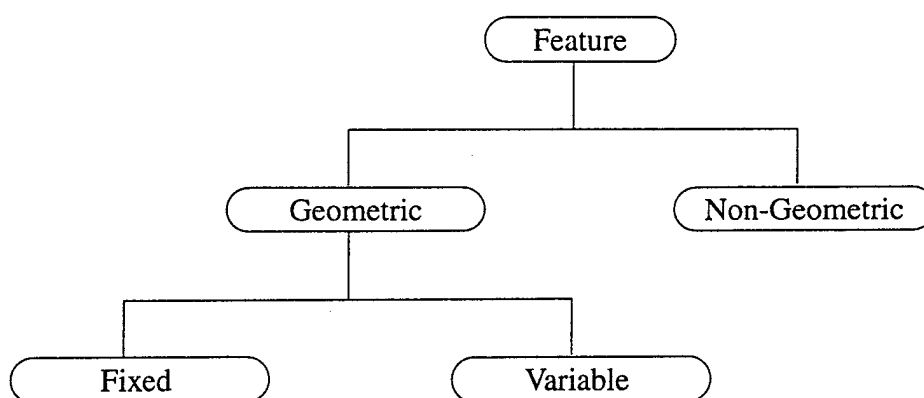 Feature
Geometric
Non-Geometric
Fixed
Variable